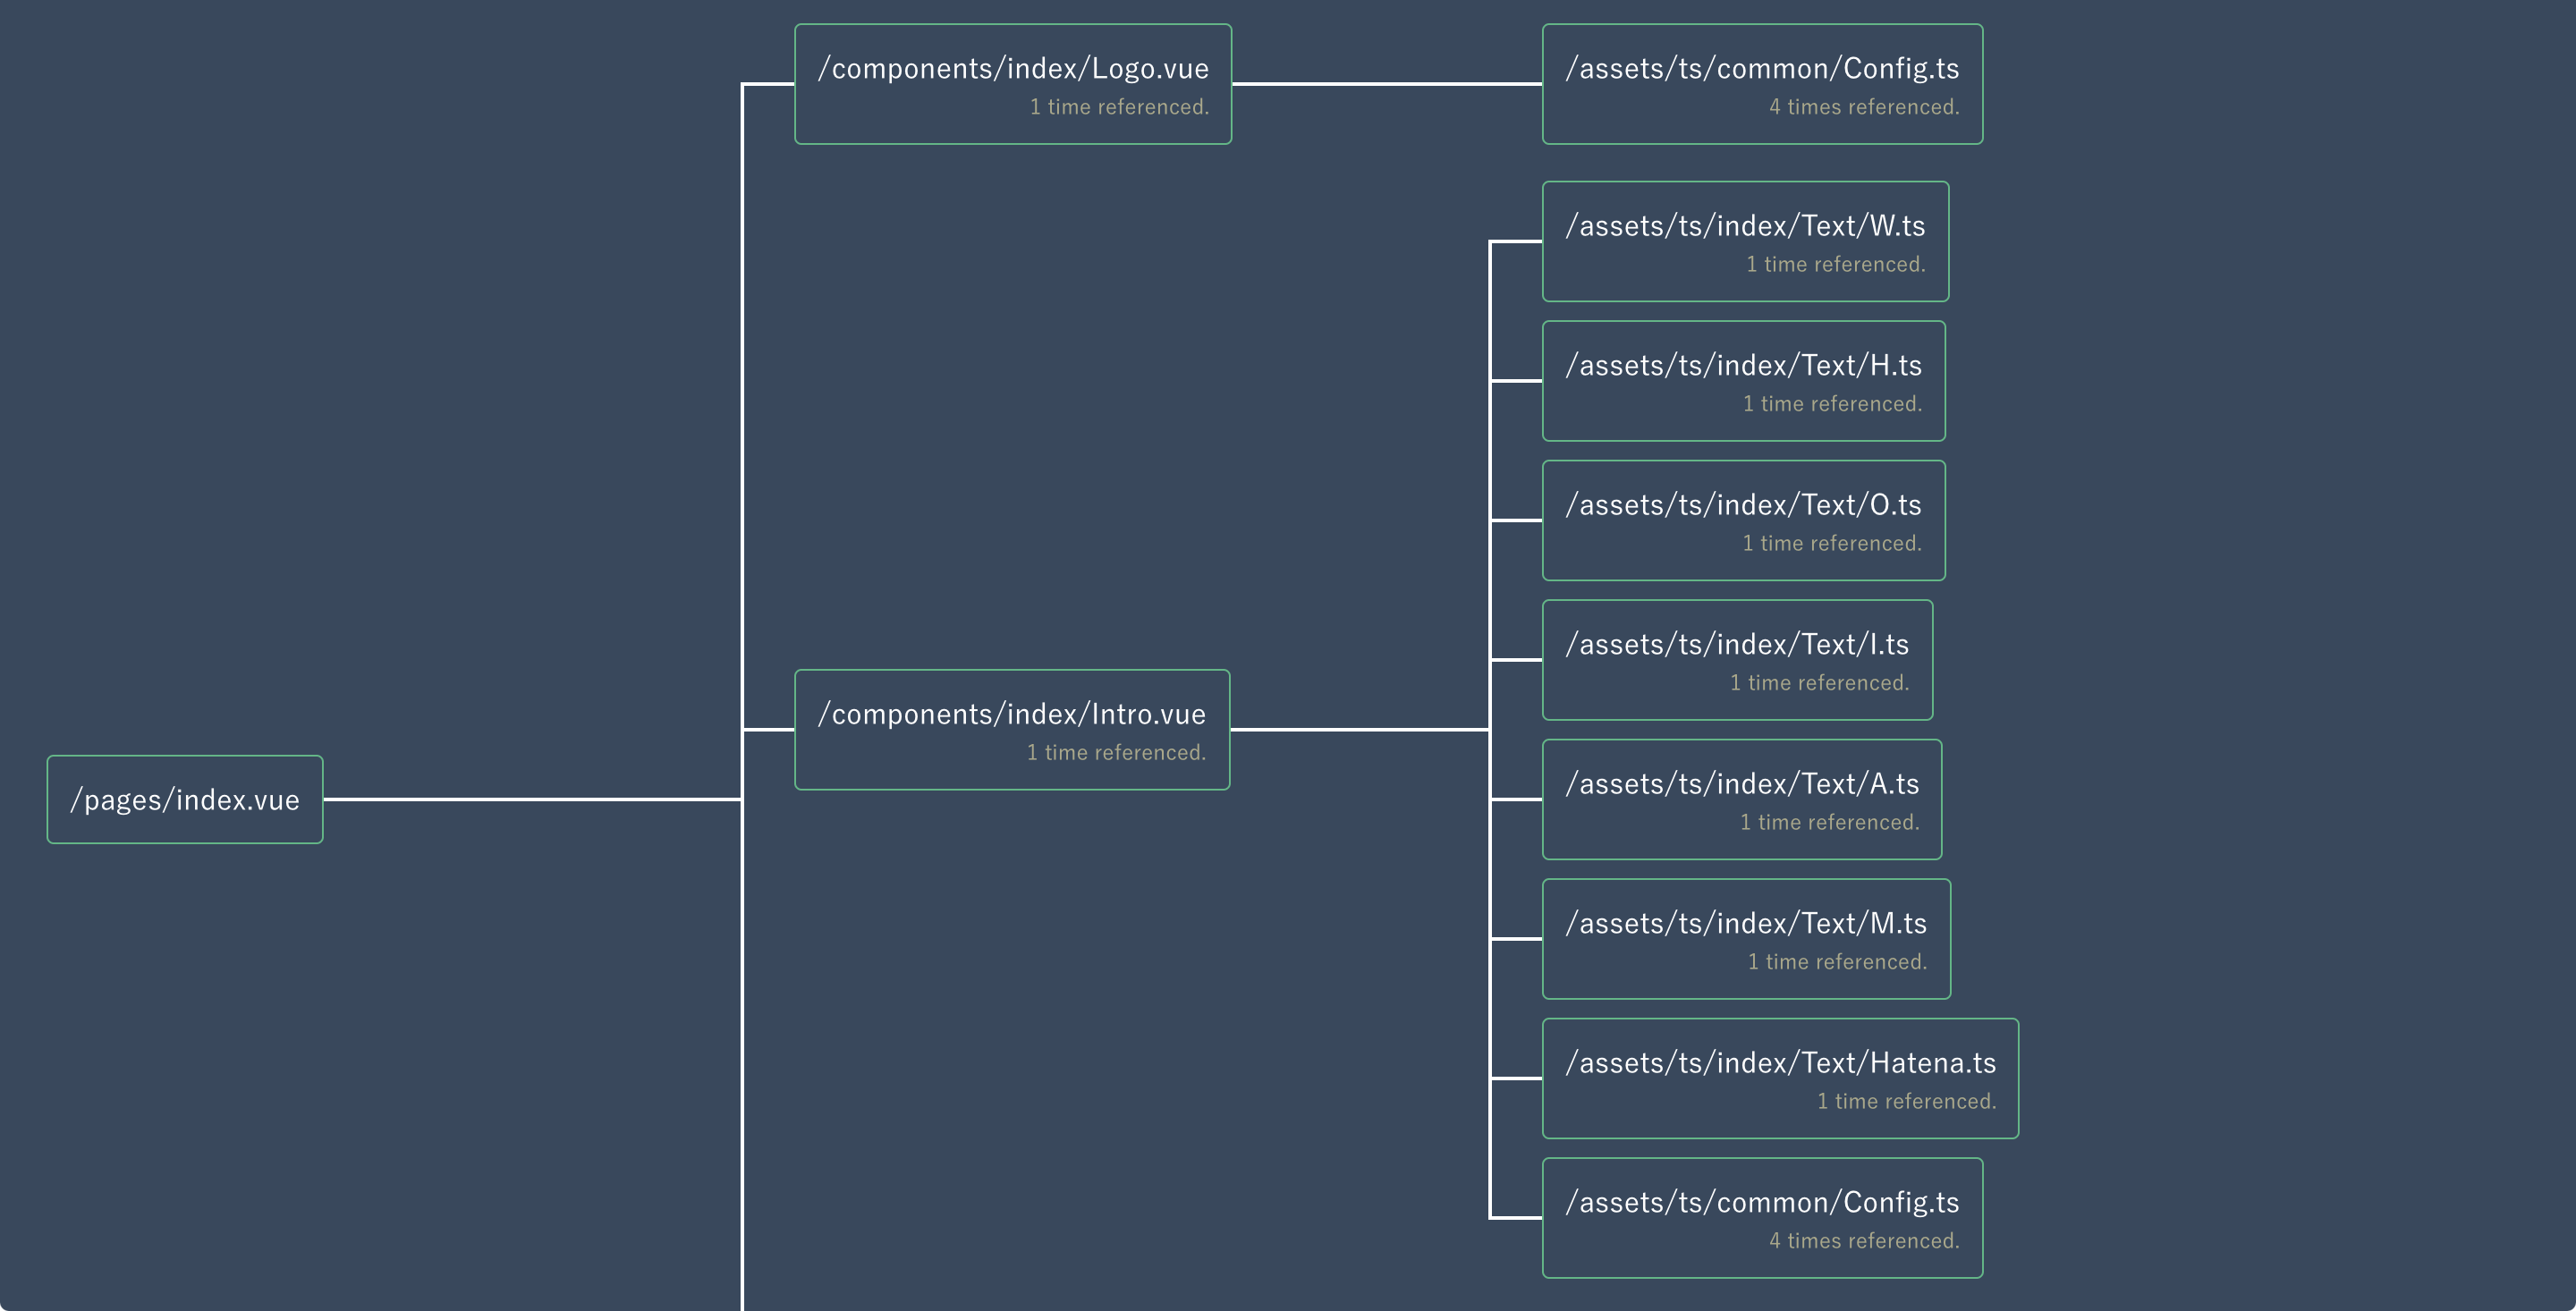 /components/index/Logo.vue
1 time referenced.
/assets/ts/common/Config.ts
4 times referenced.
/assets/ts/index/Text/W.ts
1 time referenced.
/assets/ts/index/Text/H.ts
1 time referenced.
/assets/ts/index/Text/O.ts
1 time referenced.
/assets/ts/index/Text/I.ts
1 time referenced.
/components/index/Intro.vue
1 time referenced.
/pages/index.vue
/assets/ts/index/Text/A.ts
1 time referenced.
/assets/ts/index/Text/M.ts
1 time referenced.
/assets/ts/index/Text/Hatena.ts
1 time referenced.
/assets/ts/common/Config.ts
4 times referenced.